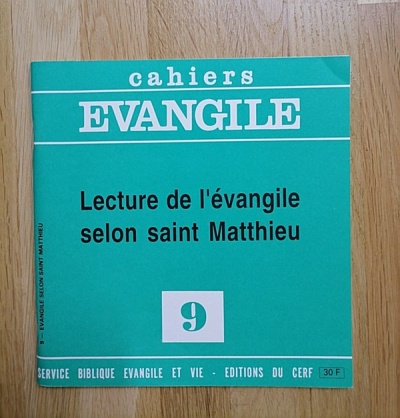 cahiers
EVANGILE
Lecture de l'évangile
selon saint Matthieu
9
9 — EVANGILE SELON SAINT MATTHIEU
SERVICE BIBLIQUE EVANGILE ET VIE - EDITIONS DU CERF 30 F